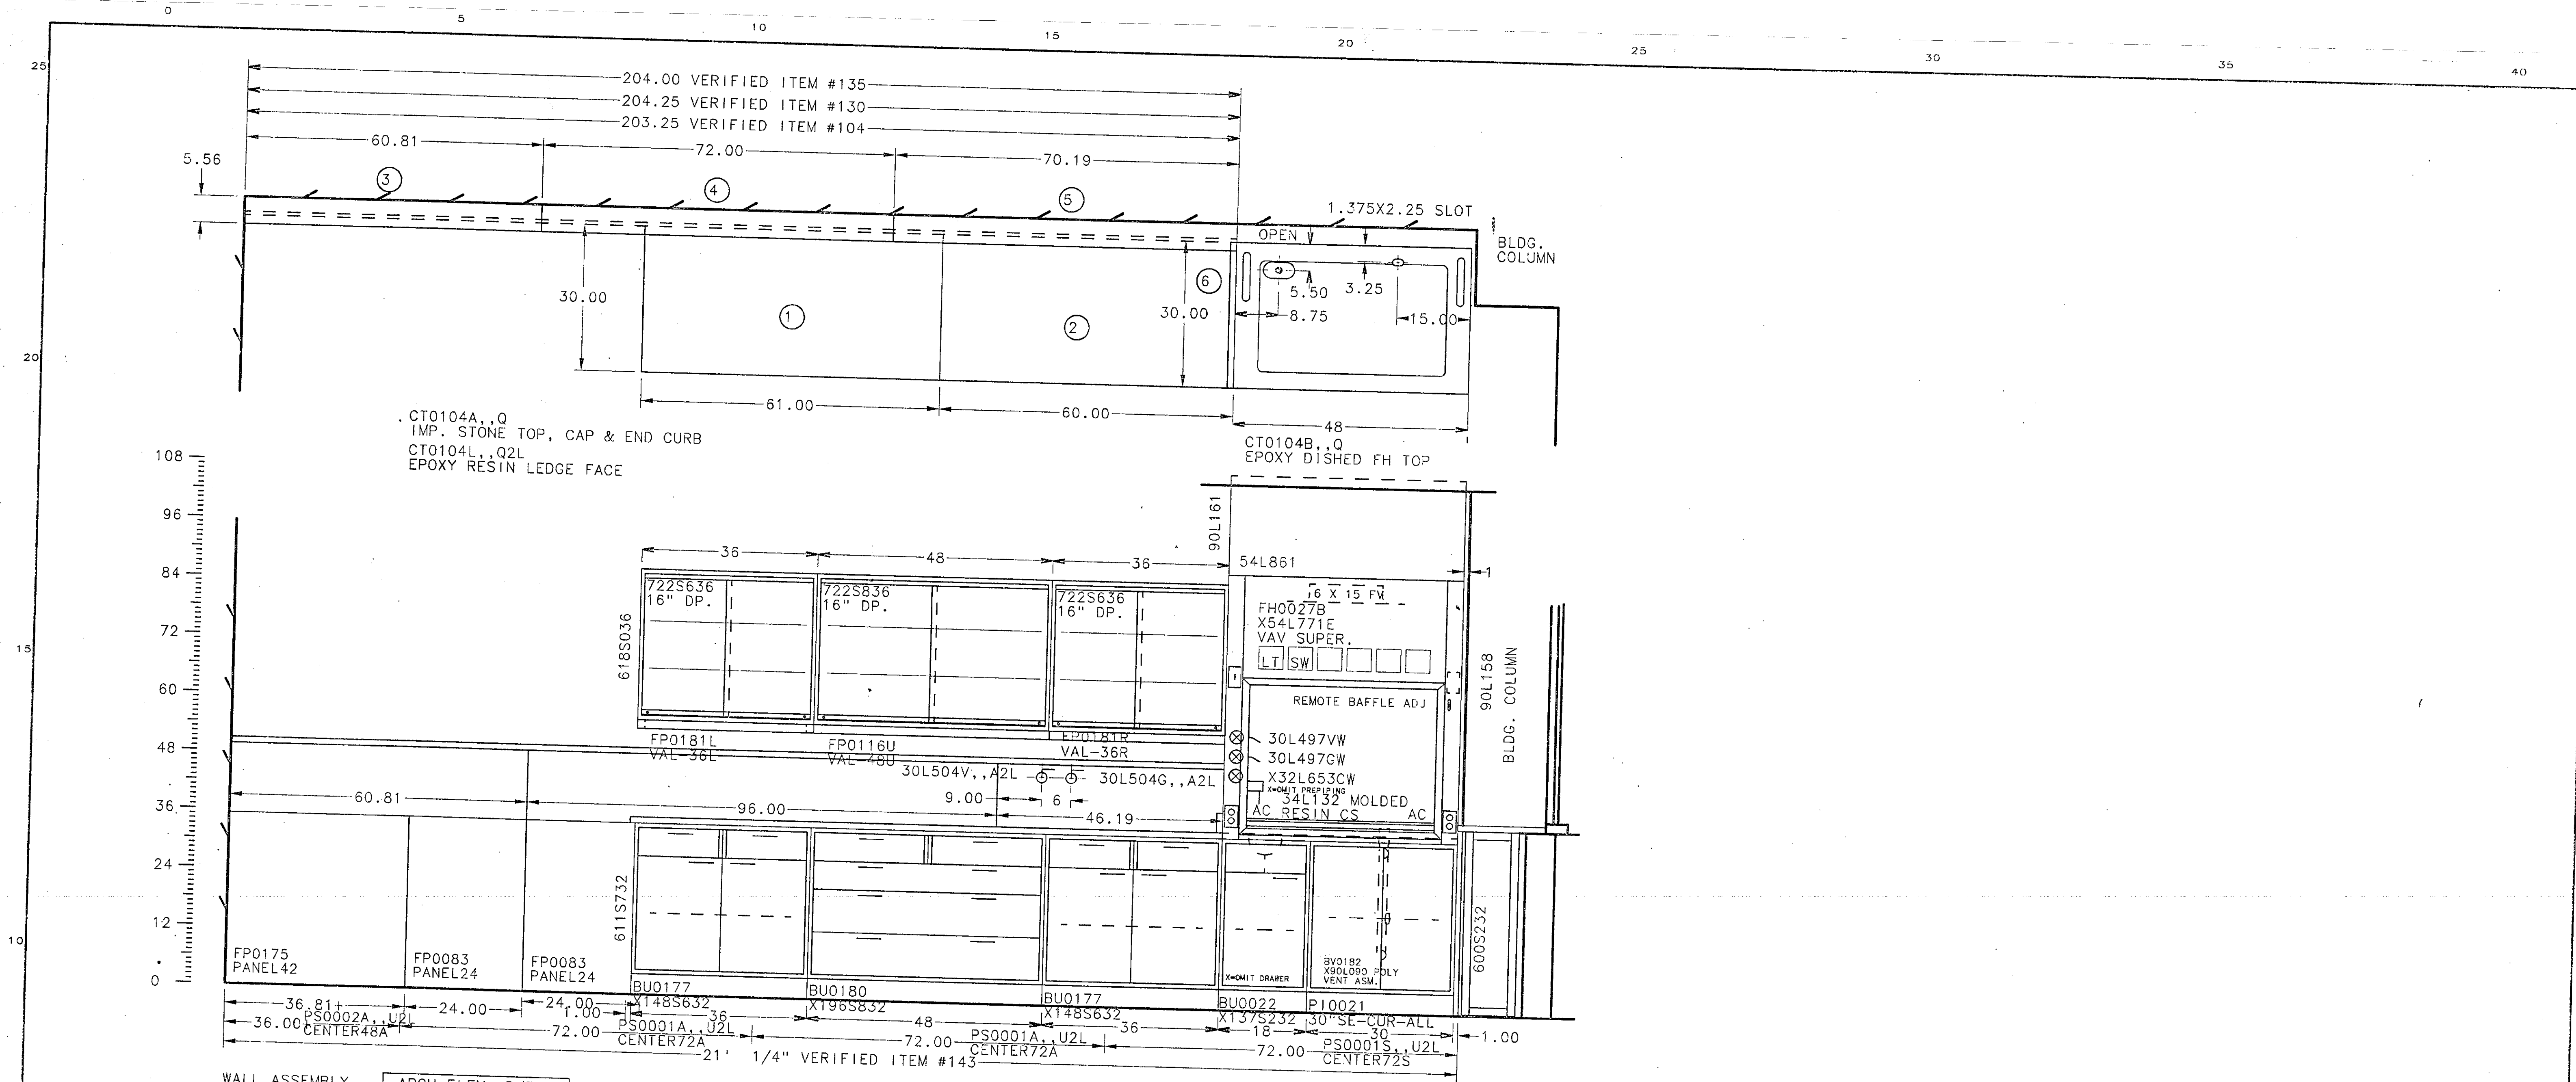 0
5
10
15
20
25
30
35
40
25
204.00 VERIFIED ITEM #135
204.25 VERIFIED ITEM #130
203.25 VERIFIED ITEM #104
60.81
72.00
70.19
5.56
3
4
5
1.375X2.25 SLOT
OPEN
BLDG.
COLUMN
6
30.00
1
2
30.00
5.50
3.25
8.75
15.00
20
61.00
60.00
48
CT0104A,,Q
IMP. STONE TOP, CAP & END CURB
CT0104L,,Q2L
EPOXY RESIN LEDGE FACE
CT0104B,,Q
EPOXY DISHED FH TOP
108
96
84
72
60
48
36
24
12
0
15
10
90L161
36
48
36
54L861
1
722S636
16" DP.
722S836
16" DP.
722S636
16" DP.
618S036
6 X 15 FW
FH0027B
X54L771E
VAV SUPER.
LT SW
REMOTE BAFFLE ADJ
90L158
BLDG. COLUMN
FP0181L
VAL-36L
FP0116U
VAL-48U
FP0181R
VAL-36R
30L497VW
30L497GW
X32L653CW
X=OMIT PREPIPING
34L132 MOLDED
RESIN CS
AC
AC
30L504V,,A2L
30L504G,,A2L
60.81
96.00
9.00
6
46.19
611S732
600S232
FP0175
PANEL42
FP0083
PANEL24
FP0083
PANEL24
X=OMIT DRAWER
BV0182
X90L090 POLY
VENT ASM.
BU0177
X148S632
BU0180
X196S832
BU0177
X148S632
BU0022
X137S232
PI0021
30"SE-CUR-ALL
36.81+
24.00
24.00
1.00
36
48
36
18
30
1.00
36.00+
PS0002A,,U2L
CENTER48A
72.00
PS0001A,,U2L
CENTER72A
72.00
PS0001A,,U2L
CENTER72A
72.00
PS0001S,,U2L
CENTER72S
21' 1/4" VERIFIED ITEM #143
WALL ASSEMBLY